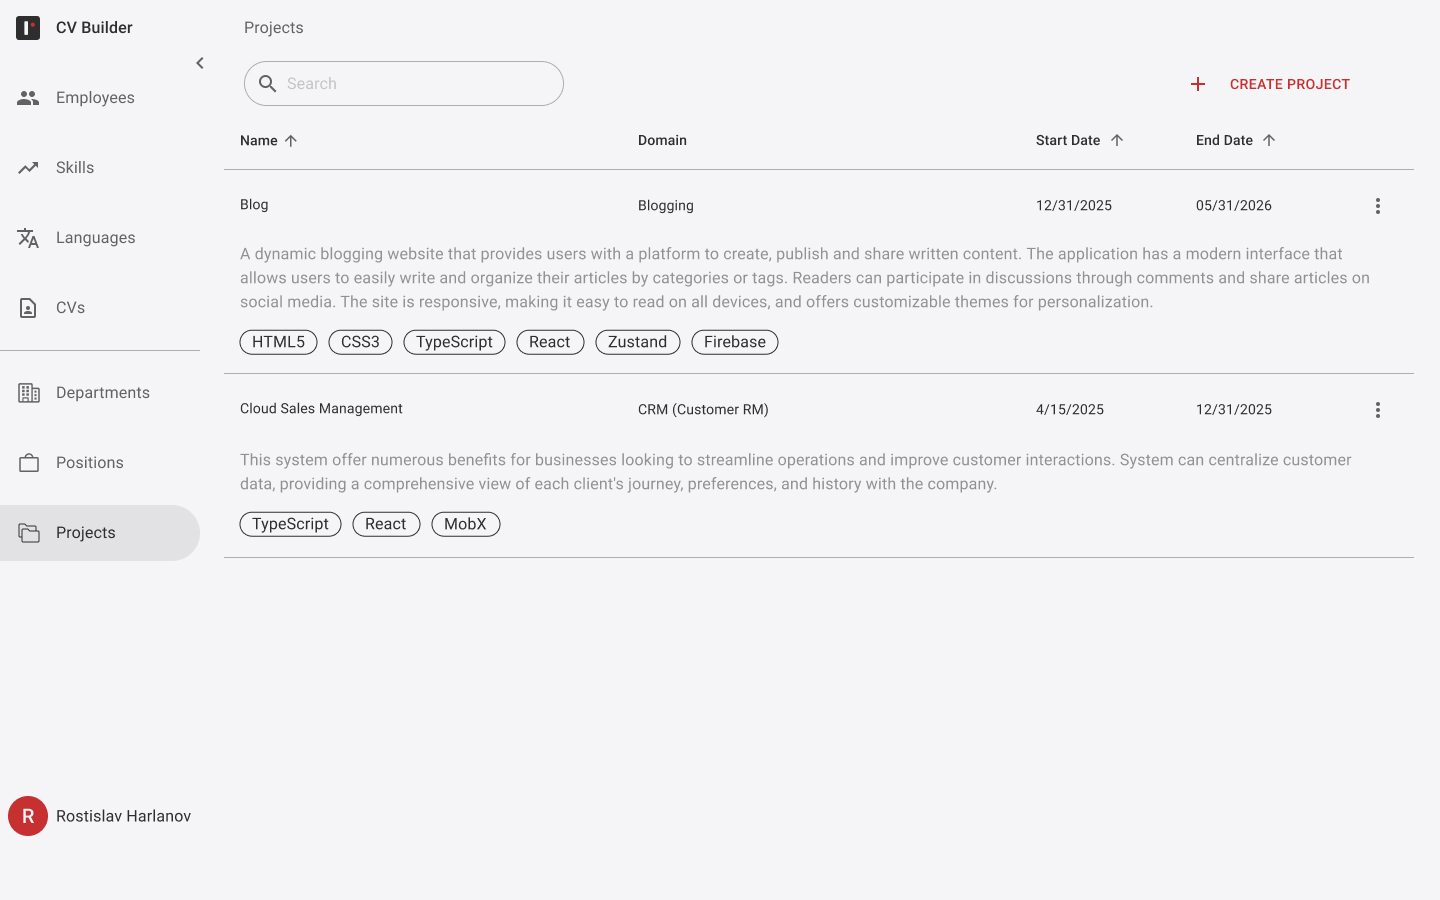 CV Builder
Employees
Skills
Languages
CVs
Departments
Positions
Projects
R Rostislav Harlanov
Projects
Search
CREATE PROJECT
Name Domain Start Date End Date
Blog Blogging 12/31/2025 05/31/2026
A dynamic blogging website that provides users with a platform to create, publish and share written content. The application has a modern interface that
allows users to easily write and organize their articles by categories or tags. Readers can participate in discussions through comments and share articles on
social media. The site is responsive, making it easy to read on all devices, and offers customizable themes for personalization.
HTML5 CSS3 TypeScript React Zustand Firebase
Cloud Sales Management CRM (Customer RM) 4/15/2025 12/31/2025
This system offer numerous benefits for businesses looking to streamline operations and improve customer interactions. System can centralize customer
data, providing a comprehensive view of each client's journey, preferences, and history with the company.
TypeScript React MobX